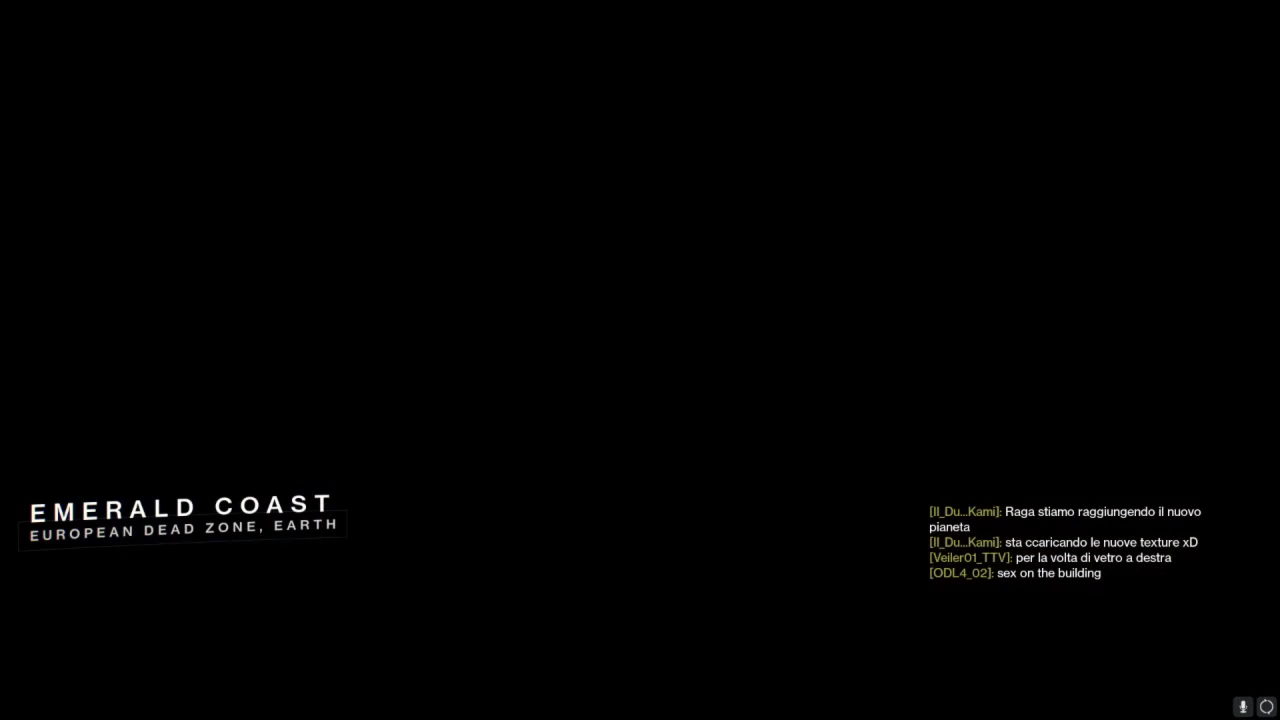 EMERALD COAST
EUROPEAN DEAD ZONE, EARTH
[Il_Du...Kami]: Raga stiamo raggiungendo il nuovo
pianeta
[Il_Du...Kami]: sta ccaricando le nuove texture xD
[Veiler01_TTV]: per la volta di vetro a destra
[ODL4_02]: sex on the building